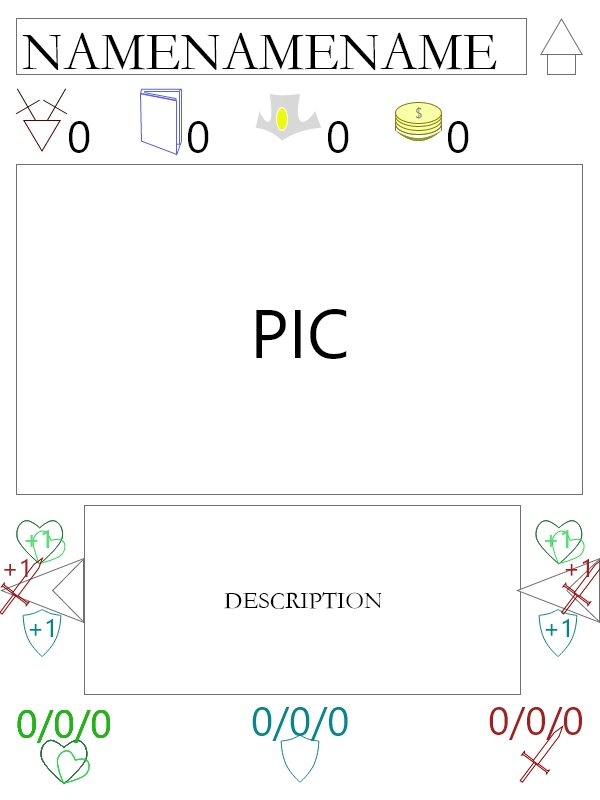 NAMENAMENAME
0 0 0 $ 0
PIC
+1 +1
+1 +1
DESCRIPTION
+1 +1
0/0/0 0/0/0 0/0/0